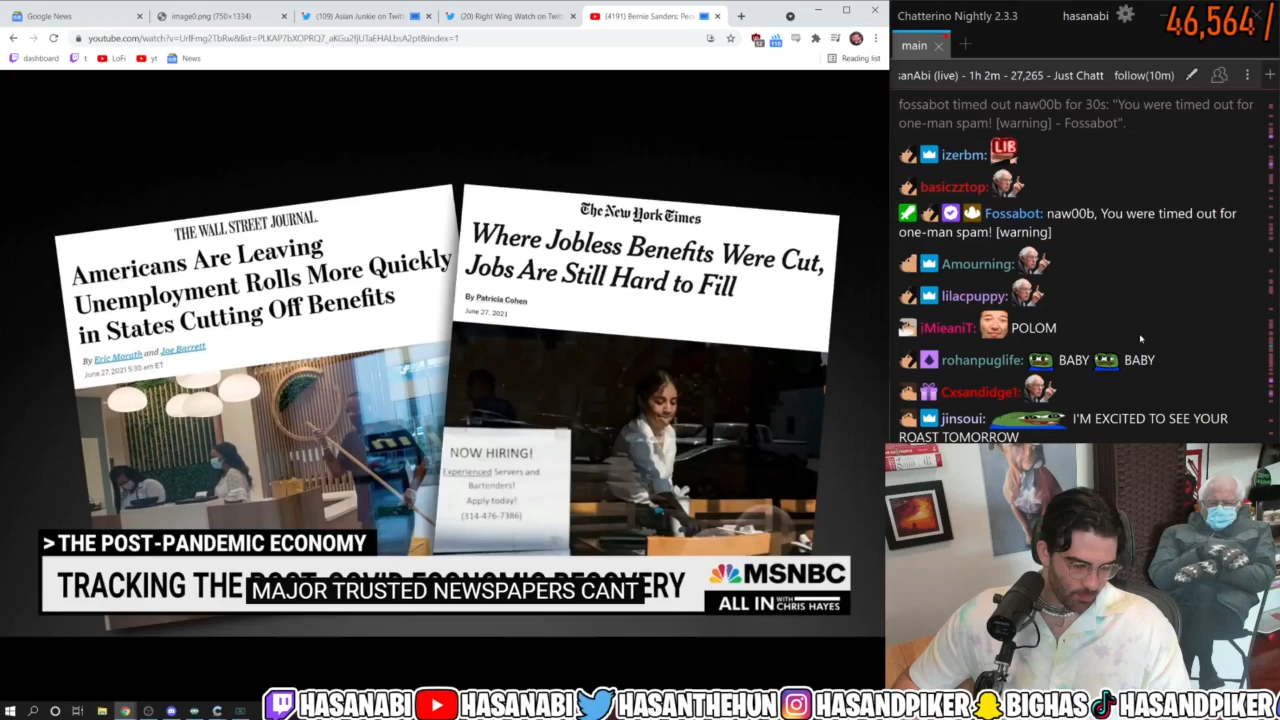 Google News
image0.png (750×1334)
(109) Asian Junkie on Twitt
(20) Right Wing Watch on Twitt
(4191) Bernie Sanders: Peop
youtube.com/watch?v=UrlFmg2TbRw&list=PLKAP7bXOPRQ7_aKGu2fjUTaEHALbsA2pt&index=1
dashboard
t
LoFi
yt
News
Reading list
THE WALL STREET JOURNAL.
Americans Are Leaving
Unemployment Rolls More Quickly
in States Cutting Off Benefits
By Eric Morath and Joe Barrett
June 27, 2021 5:30 am ET
The New York Times
Where Jobless Benefits Were Cut,
Jobs Are Still Hard to Fill
By Patricia Cohen
June 27, 2021
NOW HIRING!
Experienced Servers and
Bartenders!
Apply today!
(314-476-7386)
>THE POST-PANDEMIC ECONOMY
TRACKING THE POST-COVID ECONOMIC RECOVERY
MAJOR TRUSTED NEWSPAPERS CANT
MSNBC
ALL IN WITH CHRIS HAYES
Chatterino Nightly 2.3.3
hasanabi
46,564 /
main
sanAbi (live) - 1h 2m - 27,265 - Just Chatt
follow(10m)
fossabot timed out naw00b for 30s: "You were timed out for
one-man spam! [warning] - Fossabot".
izerbm: LIB
basiczztop:
Fossabot: naw00b, You were timed out for
one-man spam! [warning]
Amourning:
lilacpuppy:
iMieaniT: POLOM
rohanpuglife: BABY BABY
Cxsandidge1:
jinsoui: I'M EXCITED TO SEE YOUR
ROAST TOMORROW
HASANABI
HASANABI
HASANTHEHUN
HASANDPIKER
BIGHAS
HASANDPIKER